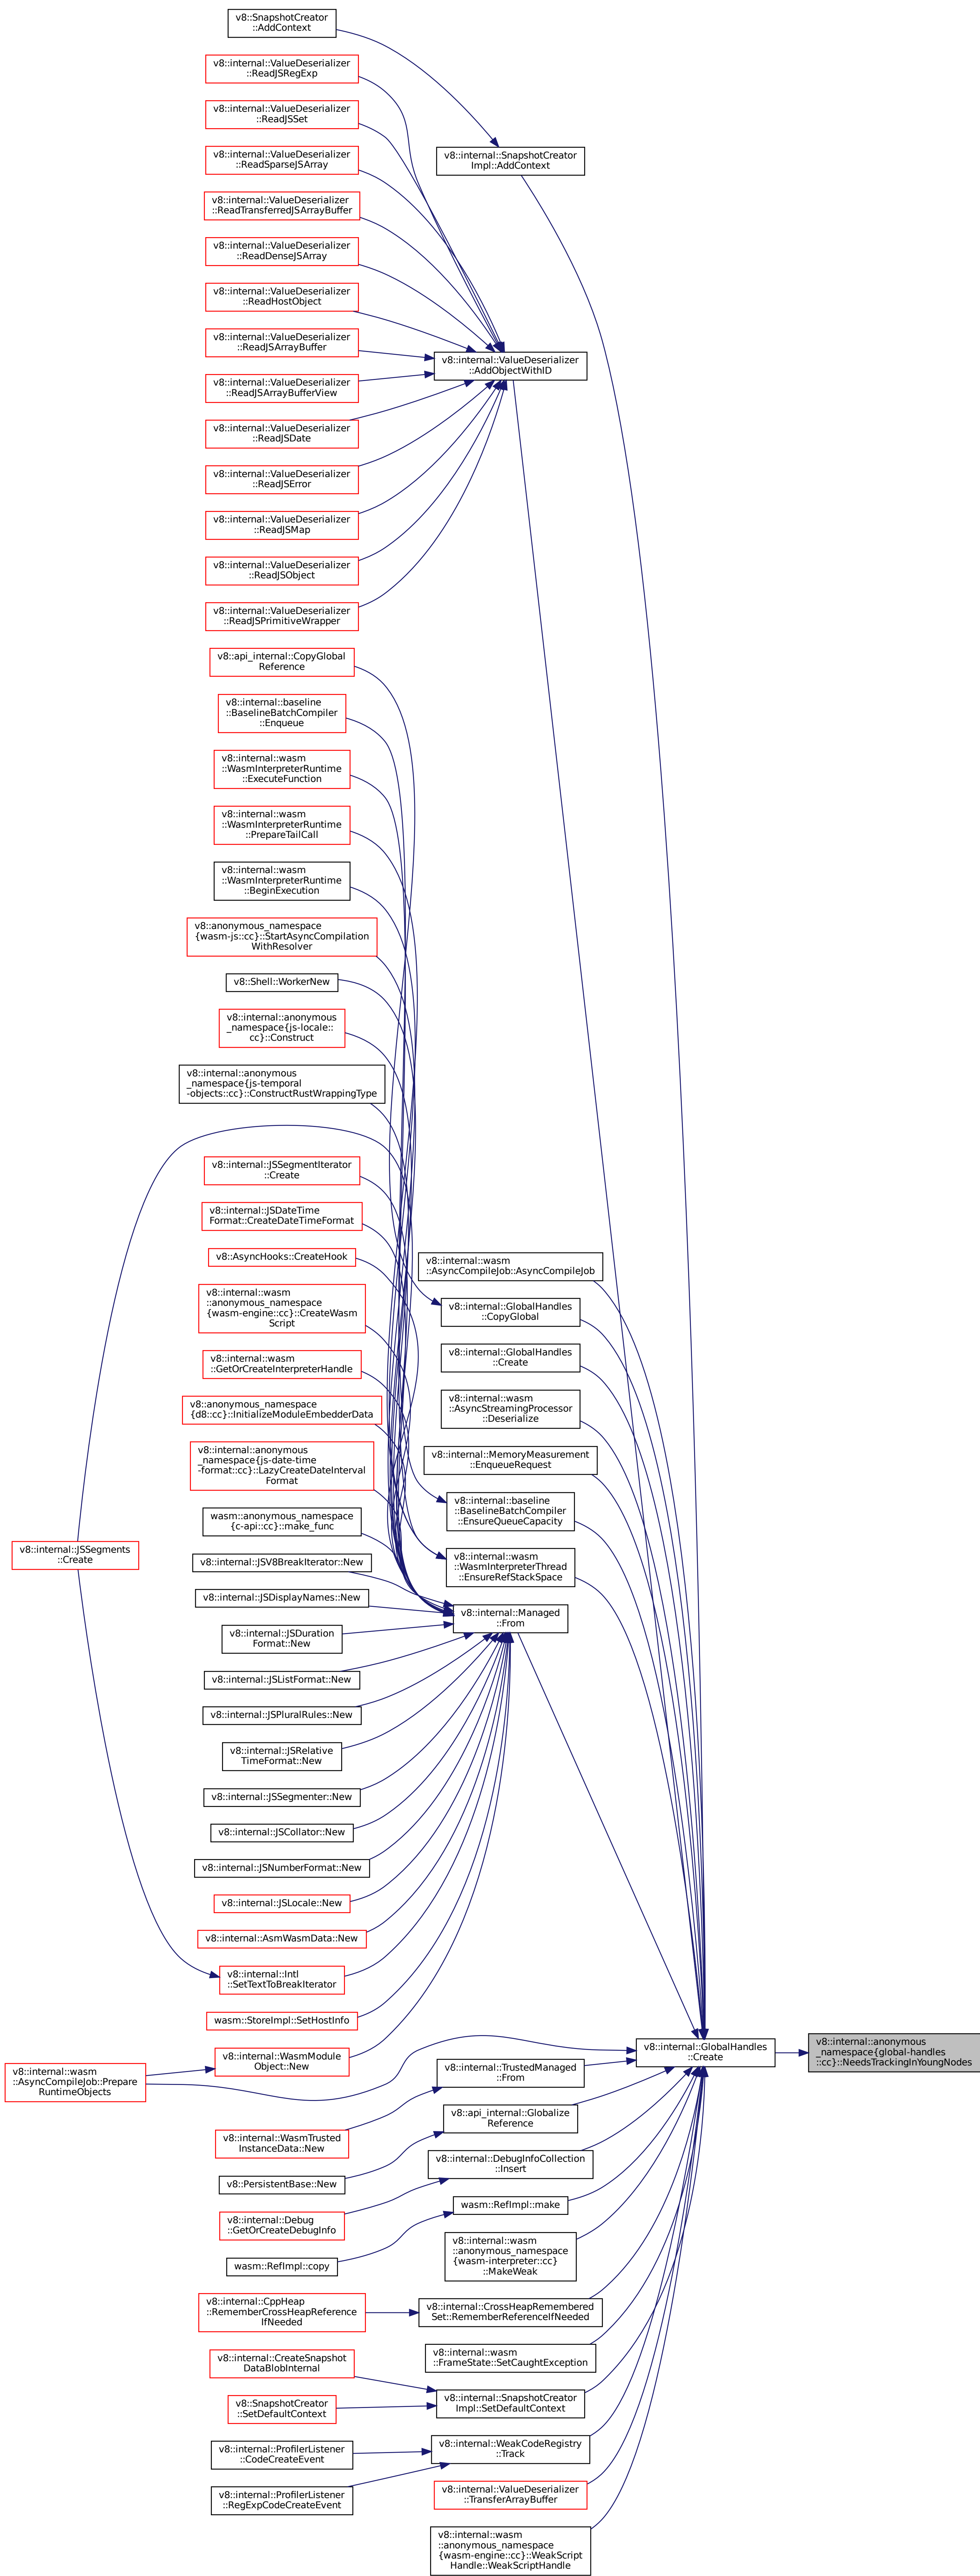 v8::SnapshotCreator
::AddContext
v8::internal::ValueDeserializer
::ReadJSRegExp
v8::internal::ValueDeserializer
::ReadJSSet
v8::internal::ValueDeserializer
::ReadSparseJSArray
v8::internal::ValueDeserializer
::ReadTransferredJSArrayBuffer
v8::internal::ValueDeserializer
::ReadDenseJSArray
v8::internal::ValueDeserializer
::ReadHostObject
v8::internal::ValueDeserializer
::ReadJSArrayBuffer
v8::internal::ValueDeserializer
::ReadJSArrayBufferView
v8::internal::ValueDeserializer
::ReadJSDate
v8::internal::ValueDeserializer
::ReadJSError
v8::internal::ValueDeserializer
::ReadJSMap
v8::internal::ValueDeserializer
::ReadJSObject
v8::internal::ValueDeserializer
::ReadJSPrimitiveWrapper
v8::api_internal::CopyGlobal
Reference
v8::internal::baseline
::BaselineBatchCompiler
::Enqueue
v8::internal::wasm
::WasmInterpreterRuntime
::ExecuteFunction
v8::internal::wasm
::WasmInterpreterRuntime
::PrepareTailCall
v8::internal::wasm
::WasmInterpreterRuntime
::BeginExecution
v8::anonymous_namespace
{wasm-js::cc}::StartAsyncCompilation
WithResolver
v8::Shell::WorkerNew
v8::internal::anonymous
_namespace{js-locale::
cc}::Construct
v8::internal::anonymous
_namespace{js-temporal
-objects::cc}::ConstructRustWrappingType
v8::internal::JSSegmentIterator
::Create
v8::internal::JSDateTime
Format::CreateDateTimeFormat
v8::AsyncHooks::CreateHook
v8::internal::wasm
::anonymous_namespace
{wasm-engine::cc}::CreateWasm
Script
v8::internal::wasm
::GetOrCreateInterpreterHandle
v8::anonymous_namespace
{d8::cc}::InitializeModuleEmbedderData
v8::internal::anonymous
_namespace{js-date-time
-format::cc}::LazyCreateDateInterval
Format
wasm::anonymous_namespace
{c-api::cc}::make_func
v8::internal::JSV8BreakIterator::New
v8::internal::JSDisplayNames::New
v8::internal::JSDuration
Format::New
v8::internal::JSListFormat::New
v8::internal::JSPluralRules::New
v8::internal::JSRelative
TimeFormat::New
v8::internal::JSSegmenter::New
v8::internal::JSCollator::New
v8::internal::JSNumberFormat::New
v8::internal::JSLocale::New
v8::internal::AsmWasmData::New
v8::internal::Intl
::SetTextToBreakIterator
wasm::StoreImpl::SetHostInfo
v8::internal::WasmModule
Object::New
v8::internal::WasmTrusted
InstanceData::New
v8::PersistentBase::New
v8::internal::Debug
::GetOrCreateDebugInfo
wasm::RefImpl::copy
v8::internal::CppHeap
::RememberCrossHeapReference
IfNeeded
v8::internal::CreateSnapshot
DataBlobInternal
v8::SnapshotCreator
::SetDefaultContext
v8::internal::ProfilerListener
::CodeCreateEvent
v8::internal::ProfilerListener
::RegExpCodeCreateEvent
v8::internal::JSSegments
::Create
v8::internal::wasm
::AsyncCompileJob::Prepare
RuntimeObjects
v8::internal::SnapshotCreator
Impl::AddContext
v8::internal::ValueDeserializer
::AddObjectWithID
v8::internal::wasm
::AsyncCompileJob::AsyncCompileJob
v8::internal::GlobalHandles
::CopyGlobal
v8::internal::GlobalHandles
::Create
v8::internal::wasm
::AsyncStreamingProcessor
::Deserialize
v8::internal::MemoryMeasurement
::EnqueueRequest
v8::internal::baseline
::BaselineBatchCompiler
::EnsureQueueCapacity
v8::internal::wasm
::WasmInterpreterThread
::EnsureRefStackSpace
v8::internal::Managed
::From
v8::internal::TrustedManaged
::From
v8::api_internal::Globalize
Reference
v8::internal::DebugInfoCollection
::Insert
wasm::RefImpl::make
v8::internal::wasm
::anonymous_namespace
{wasm-interpreter::cc}
::MakeWeak
v8::internal::CrossHeapRemembered
Set::RememberReferenceIfNeeded
v8::internal::wasm
::FrameState::SetCaughtException
v8::internal::SnapshotCreator
Impl::SetDefaultContext
v8::internal::WeakCodeRegistry
::Track
v8::internal::ValueDeserializer
::TransferArrayBuffer
v8::internal::wasm
::anonymous_namespace
{wasm-engine::cc}::WeakScript
Handle::WeakScriptHandle
v8::internal::GlobalHandles
::Create
v8::internal::anonymous
_namespace{global-handles
::cc}::NeedsTrackingInYoungNodes